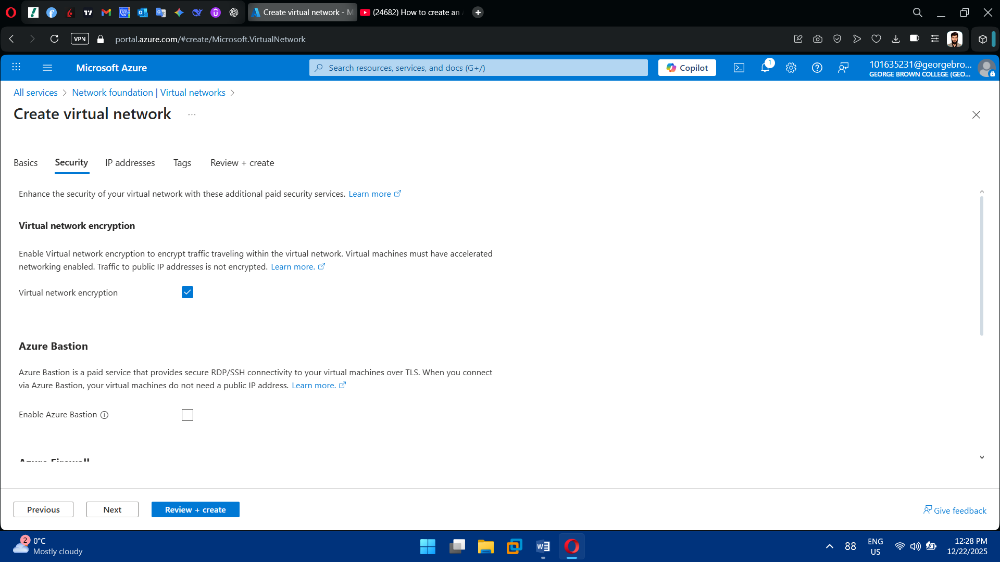 Create virtual network - M
(24682) How to create an
VPN
portal.azure.com/#create/Microsoft.VirtualNetwork
Microsoft Azure
Search resources, services, and docs (G+/)
Copilot
1
101635231@georgebro...
GEORGE BROWN COLLEGE (GEO...
All services > Network foundation | Virtual networks >
Create virtual network ...
Basics
Security
IP addresses
Tags
Review + create
Enhance the security of your virtual network with these additional paid security services. Learn more
Virtual network encryption
Enable Virtual network encryption to encrypt traffic traveling within the virtual network. Virtual machines must have accelerated
networking enabled. Traffic to public IP addresses is not encrypted. Learn more.
Virtual network encryption
Azure Bastion
Azure Bastion is a paid service that provides secure RDP/SSH connectivity to your virtual machines over TLS. When you connect
via Azure Bastion, your virtual machines do not need a public IP address. Learn more.
Enable Azure Bastion
Azure Firewall
Previous
Next
Review + create
Give feedback
2
0°C
Mostly cloudy
88
ENG
US
12:28 PM
12/22/2025